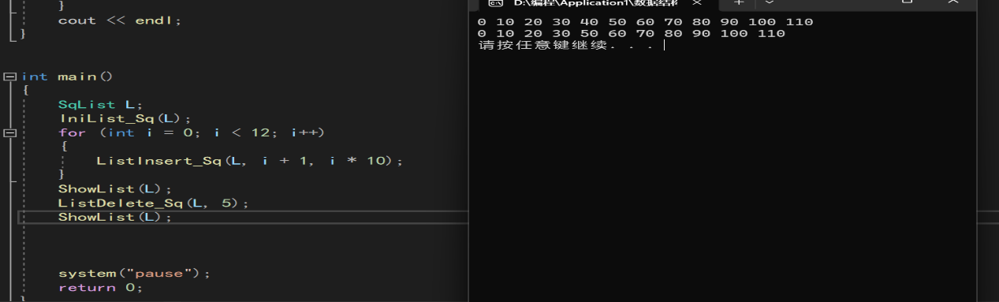 }
cout << endl;
}
int main()
{
SqList L;
IniList_Sq(L);
for (int i = 0; i < 12; i++)
{
ListInsert_Sq(L, i + 1, i * 10);
}
ShowList(L);
ListDelete_Sq(L, 5);
ShowList(L);
system("pause");
return 0;
}
D:\编程\Application1\数据结构
0 10 20 30 40 50 60 70 80 90 100 110
0 10 20 30 50 60 70 80 90 100 110
请按任意键继续. . .